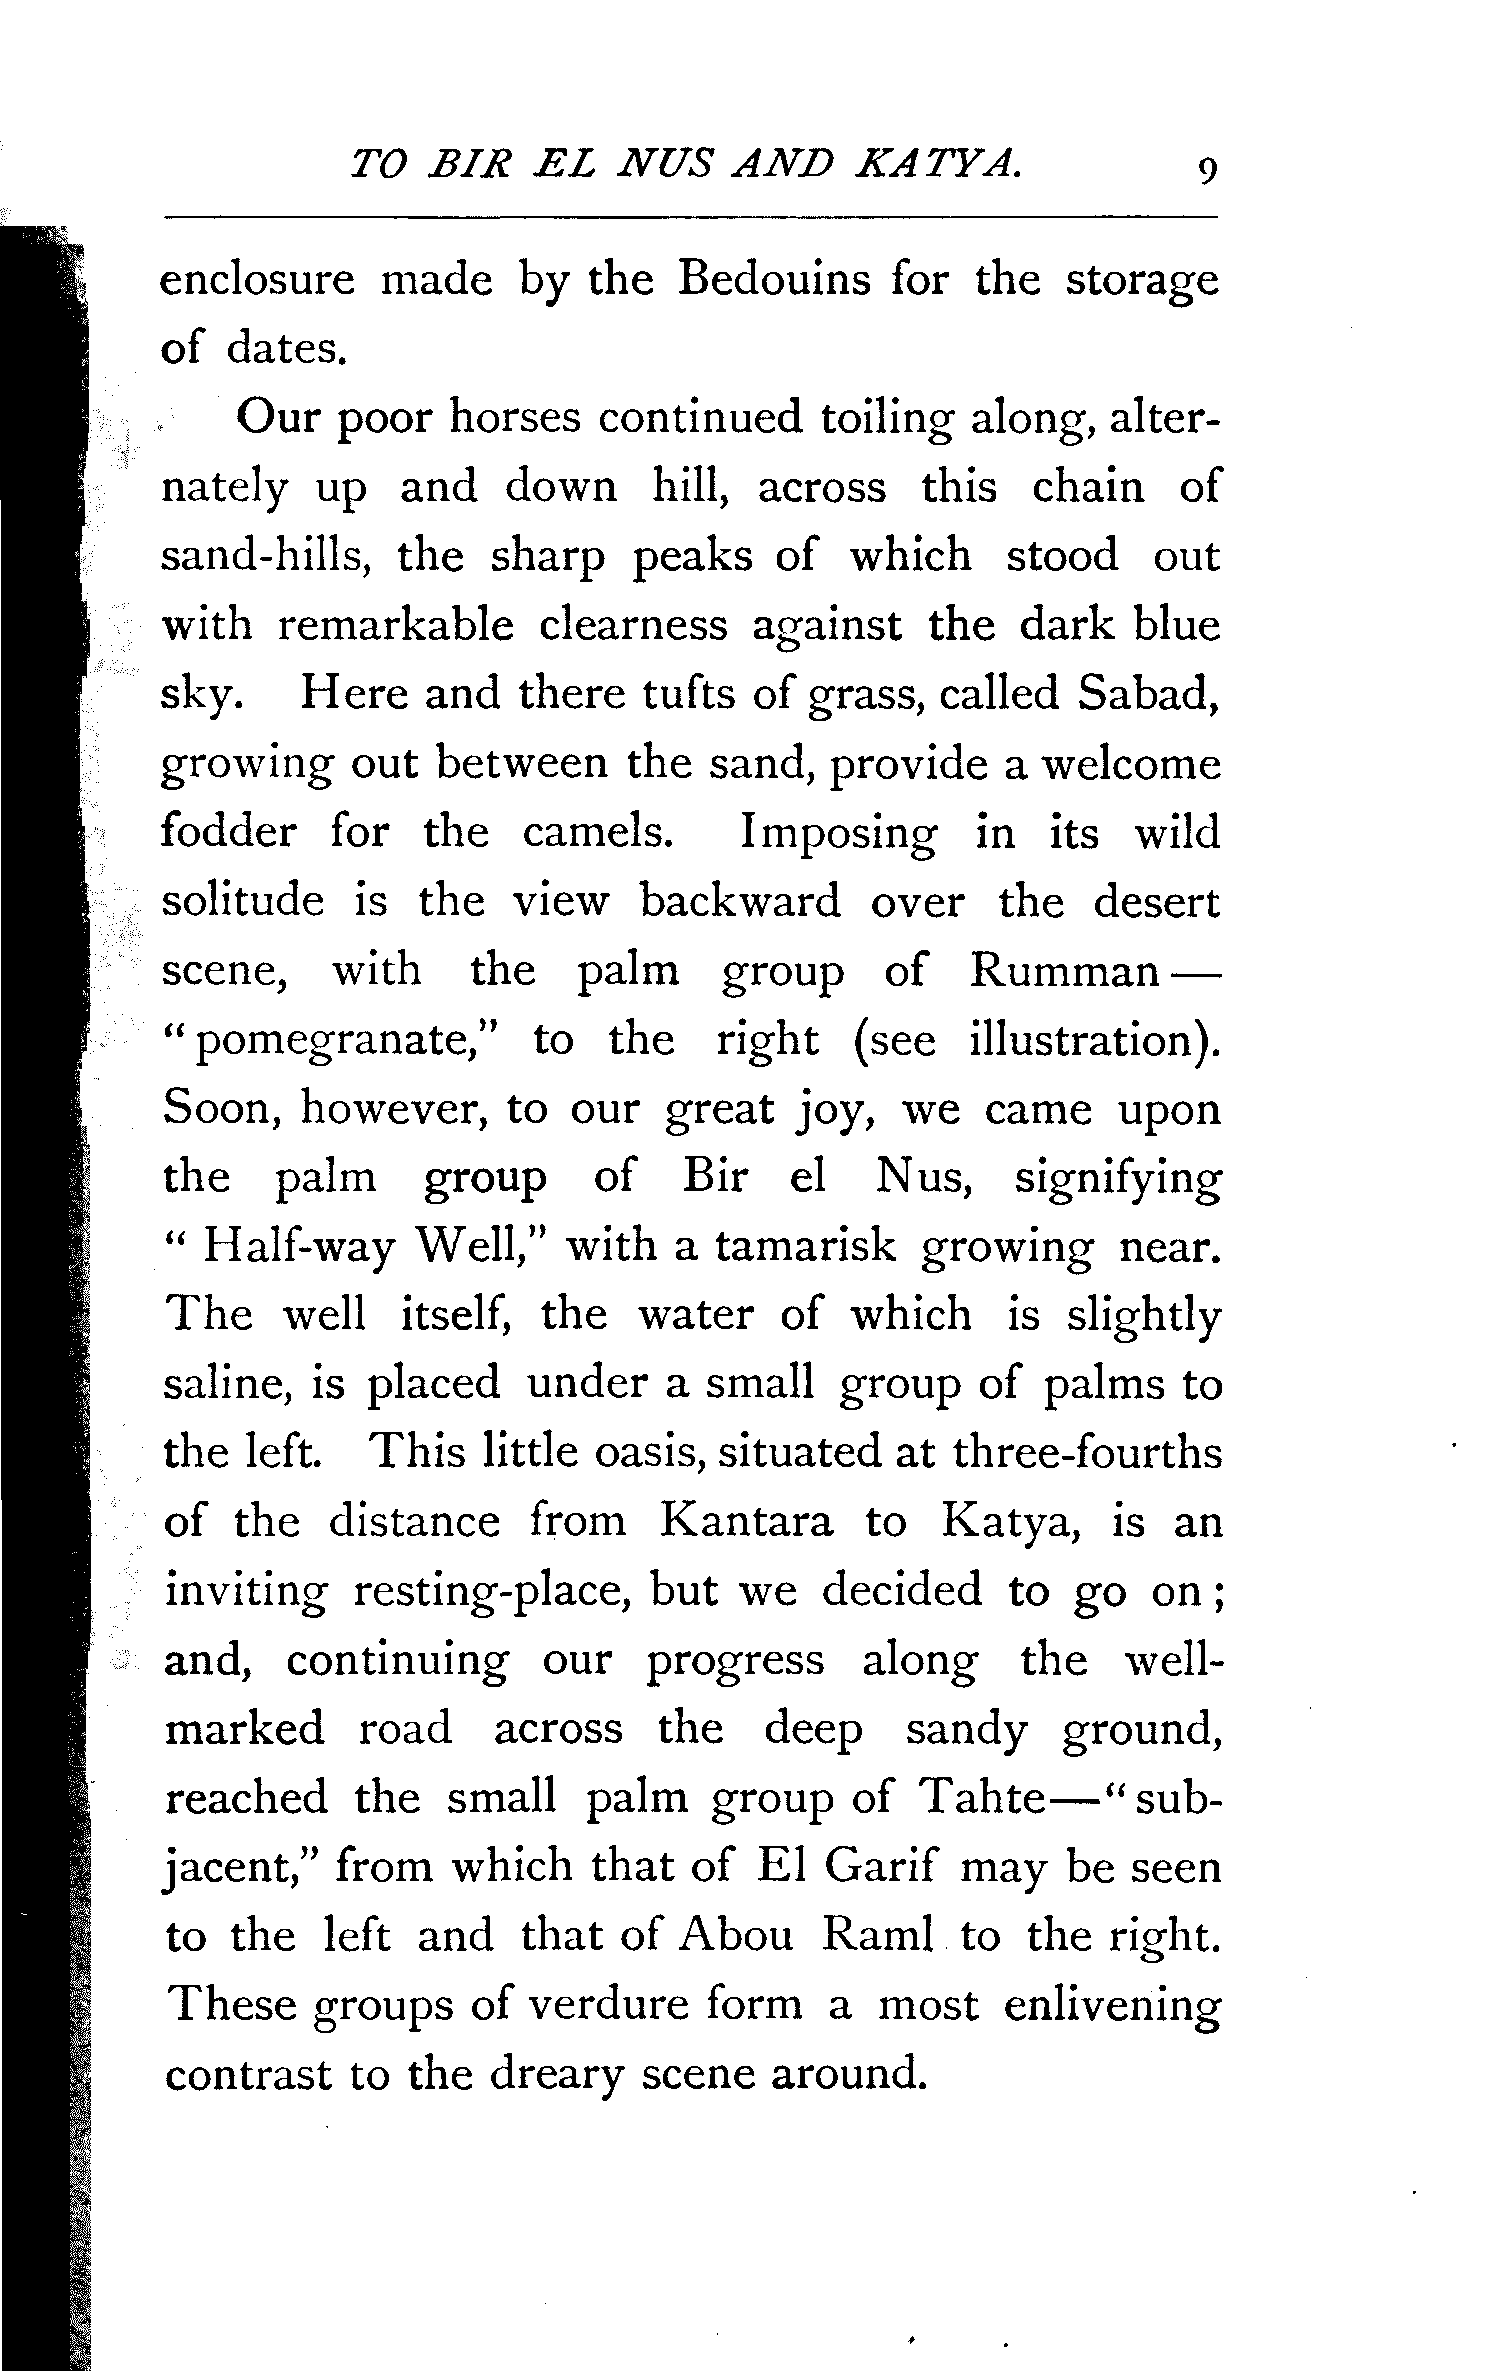 TO BIR EL NUS AND KATYA. 9
enclosure made by the Bedouins for the storage
of dates.
Our poor horses continued toiling along, alter-
nately up and down hill, across this chain of
sand-hills, the sharp peaks of which stood out
with remarkable clearness against the dark blue
sky. Here and there tufts of grass, called Sabad,
growing out between the sand, provide a welcome
fodder for the camels. Imposing in its wild
solitude is the view backward over the desert
scene, with the palm group of Rumman —
“pomegranate,” to the right (see illustration).
Soon, however, to our great joy, we came upon
the palm group of Bir el Nus, signifying
“ Half-way Well,” with a tamarisk growing near.
The well itself, the water of which is slightly
saline, is placed under a small group of palms to
the left. This little oasis, situated at three-fourths
of the distance from Kantara to Katya, is an
inviting resting-place, but we decided to go on ;
and, continuing our progress along the well-
marked road across the deep sandy ground,
reached the small palm group of Tahte—“ sub-
jacent,” from which that of El Garif may be seen
to the left and that of Abou Raml to the right.
These groups of verdure form a most enlivening
contrast to the dreary scene around.